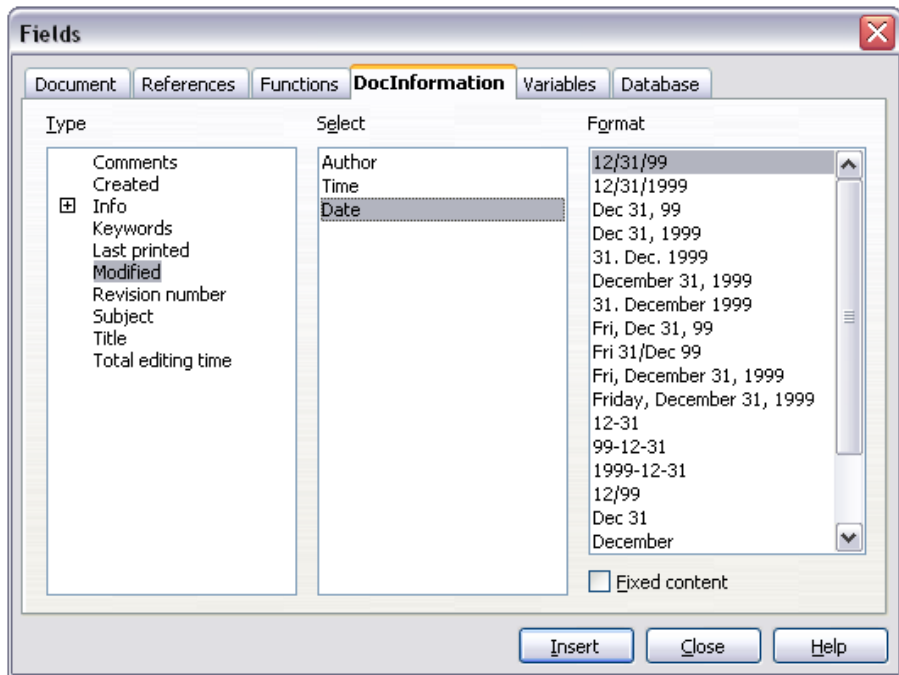 Fields
Document References Functions DocInformation Variables Database
Type
Comments
Created
Info
Keywords
Last printed
Modified
Revision number
Subject
Title
Total editing time
Select
Author
Time
Date
Format
12/31/99
12/31/1999
Dec 31, 99
Dec 31, 1999
31. Dec. 1999
December 31, 1999
31. December 1999
Fri, Dec 31, 99
Fri 31/Dec 99
Fri, December 31, 1999
Friday, December 31, 1999
12-31
99-12-31
1999-12-31
12/99
Dec 31
December
Fixed content
Insert Close Help